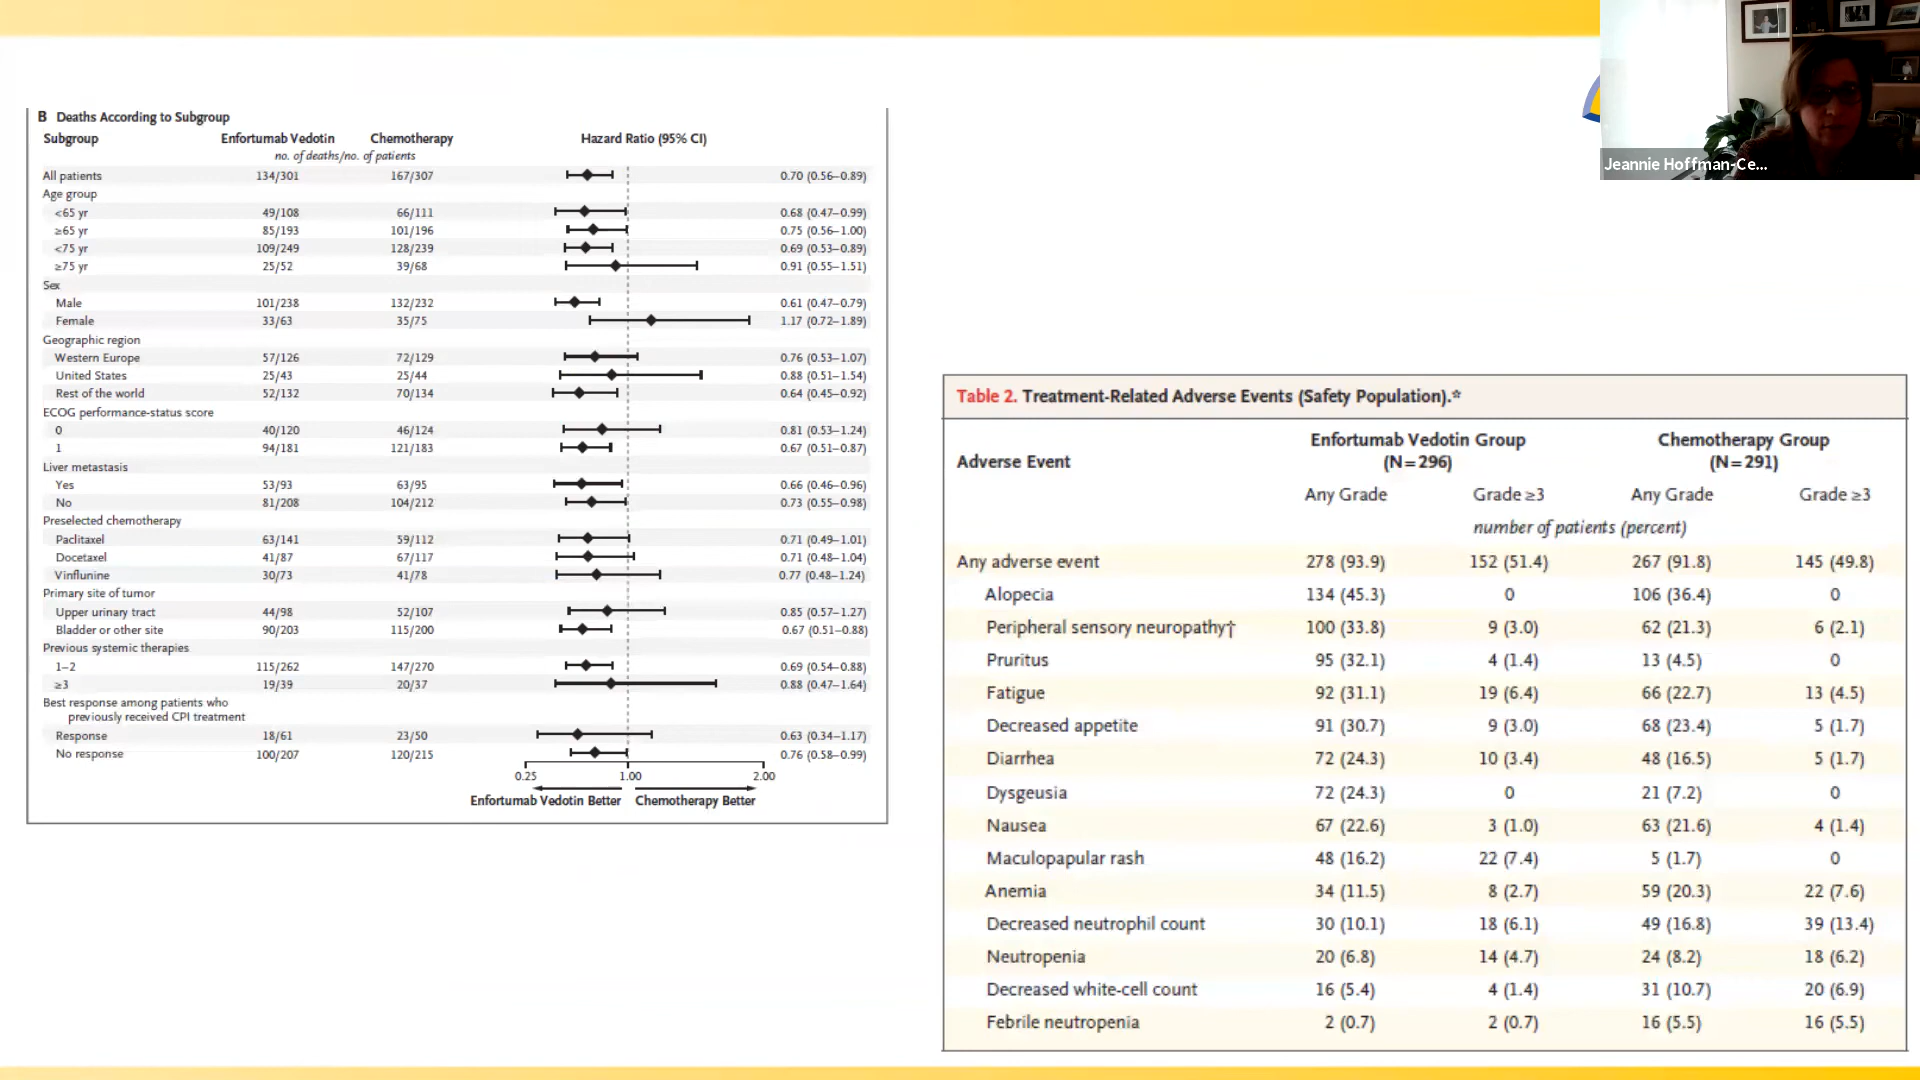 Jeannie Hoffman-Ce...
B Deaths According to Subgroup
Subgroup Enfortumab Vedotin Chemotherapy Hazard Ratio (95% CI)
no. of deaths/no. of patients
All patients 134/301 167/307 0.70 (0.56–0.89)
Age group
<65 yr 49/108 66/111 0.68 (0.47–0.99)
≥65 yr 85/193 101/196 0.75 (0.56–1.00)
<75 yr 109/249 128/239 0.69 (0.53–0.89)
≥75 yr 25/52 39/68 0.91 (0.55–1.51)
Sex
Male 101/238 132/232 0.61 (0.47–0.79)
Female 33/63 35/75 1.17 (0.72–1.89)
Geographic region
Western Europe 57/126 72/129 0.76 (0.53–1.07)
United States 25/43 25/44 0.88 (0.51–1.54)
Rest of the world 52/132 70/134 0.64 (0.45–0.92)
ECOG performance-status score
0 40/120 46/124 0.81 (0.53–1.24)
1 94/181 121/183 0.67 (0.51–0.87)
Liver metastasis
Yes 53/93 63/95 0.66 (0.46–0.96)
No 81/208 104/212 0.73 (0.55–0.98)
Preselected chemotherapy
Paclitaxel 63/141 59/112 0.71 (0.49–1.01)
Docetaxel 41/87 67/117 0.71 (0.48–1.04)
Vinflunine 30/73 41/78 0.77 (0.48–1.24)
Primary site of tumor
Upper urinary tract 44/98 52/107 0.85 (0.57–1.27)
Bladder or other site 90/203 115/200 0.67 (0.51–0.88)
Previous systemic therapies
1–2 115/262 147/270 0.69 (0.54–0.88)
≥3 19/39 20/37 0.88 (0.47–1.64)
Best response among patients who
previously received CPI treatment
Response 18/61 23/50 0.63 (0.34–1.17)
No response 100/207 120/215 0.76 (0.58–0.99)
0.25 1.00 2.00
Enfortumab Vedotin Better Chemotherapy Better
Table 2. Treatment-Related Adverse Events (Safety Population).*
Adverse Event Enfortumab Vedotin Group Chemotherapy Group
(N=296) (N=291)
Any Grade Grade ≥3 Any Grade Grade ≥3
number of patients (percent)
Any adverse event 278 (93.9) 152 (51.4) 267 (91.8) 145 (49.8)
Alopecia 134 (45.3) 0 106 (36.4) 0
Peripheral sensory neuropathy† 100 (33.8) 9 (3.0) 62 (21.3) 6 (2.1)
Pruritus 95 (32.1) 4 (1.4) 13 (4.5) 0
Fatigue 92 (31.1) 19 (6.4) 66 (22.7) 13 (4.5)
Decreased appetite 91 (30.7) 9 (3.0) 68 (23.4) 5 (1.7)
Diarrhea 72 (24.3) 10 (3.4) 48 (16.5) 5 (1.7)
Dysgeusia 72 (24.3) 0 21 (7.2) 0
Nausea 67 (22.6) 3 (1.0) 63 (21.6) 4 (1.4)
Maculopapular rash 48 (16.2) 22 (7.4) 5 (1.7) 0
Anemia 34 (11.5) 8 (2.7) 59 (20.3) 22 (7.6)
Decreased neutrophil count 30 (10.1) 18 (6.1) 49 (16.8) 39 (13.4)
Neutropenia 20 (6.8) 14 (4.7) 24 (8.2) 18 (6.2)
Decreased white-cell count 16 (5.4) 4 (1.4) 31 (10.7) 20 (6.9)
Febrile neutropenia 2 (0.7) 2 (0.7) 16 (5.5) 16 (5.5)